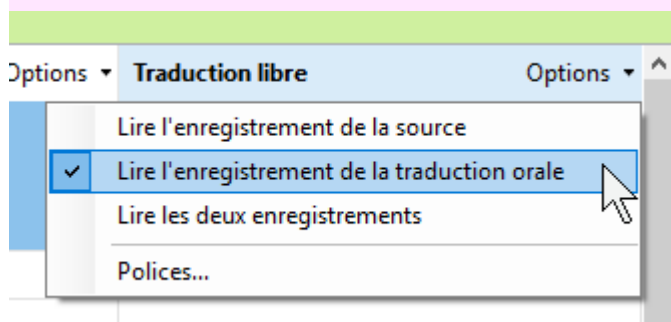 Options Traduction libre Options
Lire l'enregistrement de la source
Lire l'enregistrement de la traduction orale
Lire les deux enregistrements
Polices...